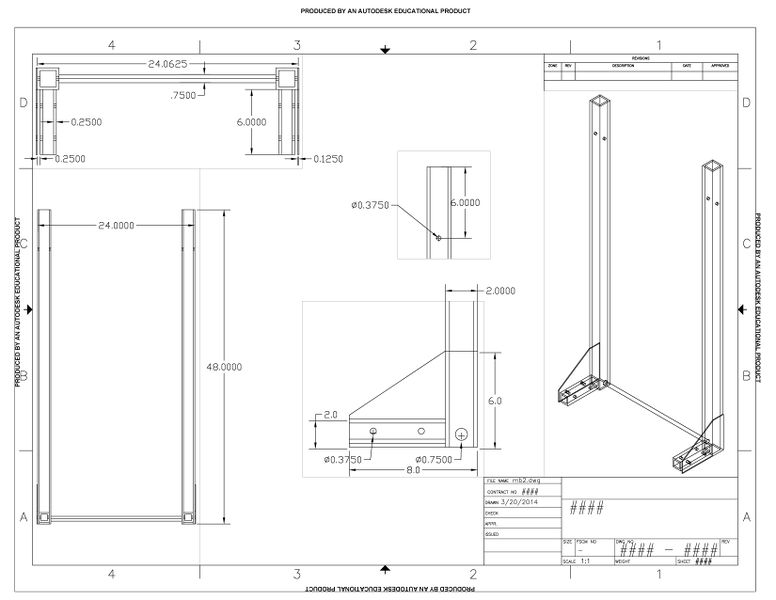 PRODUCED BY AN AUTODESK EDUCATIONAL PRODUCT
4 3 2 1
REVISIONS
ZONE REV DESCRIPTION DATE APPROVED
D D
24.0625
.7500
0.2500
6.0000
0.2500
0.1250
Ø0.3750
6.0000
24.0000
C C
PRODUCED BY AN AUTODESK EDUCATIONAL PRODUCT
PRODUCED BY AN AUTODESK EDUCATIONAL PRODUCT
2.0000
48.0000
B B
6.0
2.0
Ø0.3750
Ø0.7500
8.0
FILE NAME mb2.dwg
CONTRACT NO ####
DRAWN 3/20/2014
CHECK
APPR.
ISSUED
####
A A
SIZE FSCM NO DWG NO REV
- #### - ####
SCALE 1:1 WEIGHT SHEET ####
4 3 2 1
PRODUCED BY AN AUTODESK EDUCATIONAL PRODUCT